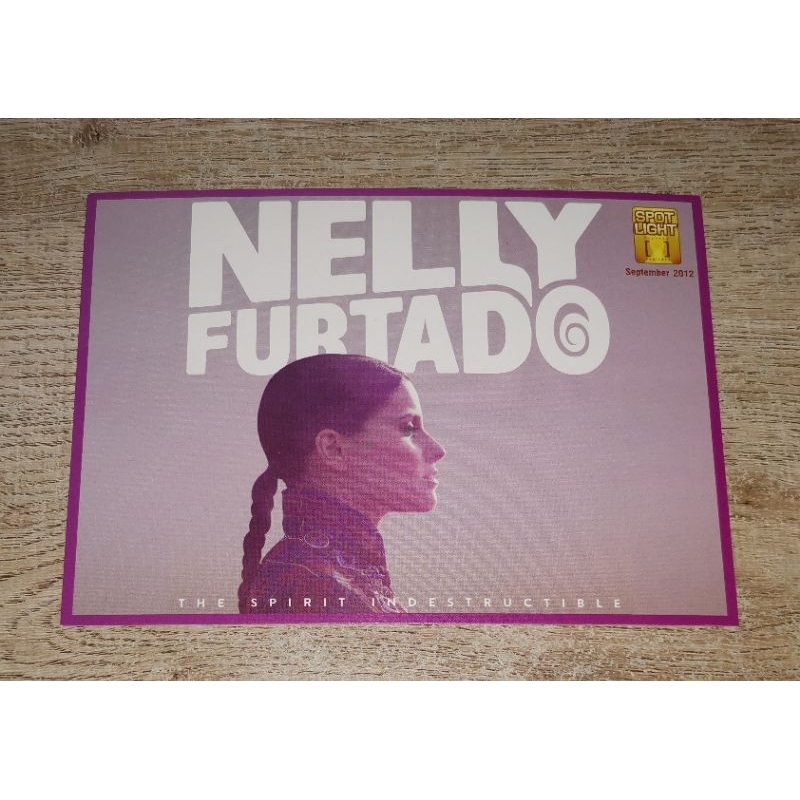 NELLY
FURTADO
SPOT
LIGHT
September 2012
THE SPIRIT INDESTRUCTIBLE